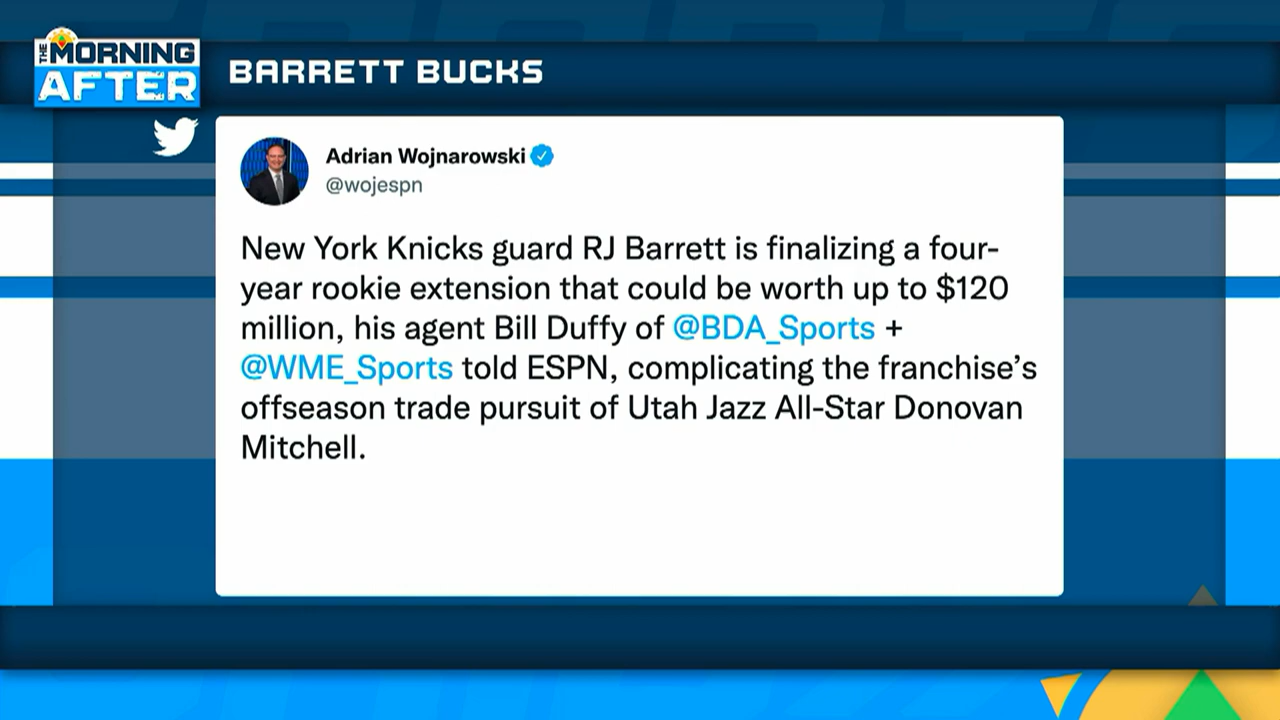 THE MORNING
AFTER
BARRETT BUCKS
Adrian Wojnarowski
@wojespn
New York Knicks guard RJ Barrett is finalizing a four-
year rookie extension that could be worth up to $120
million, his agent Bill Duffy of @BDA_Sports +
@WME_Sports told ESPN, complicating the franchise’s
offseason trade pursuit of Utah Jazz All-Star Donovan
Mitchell.